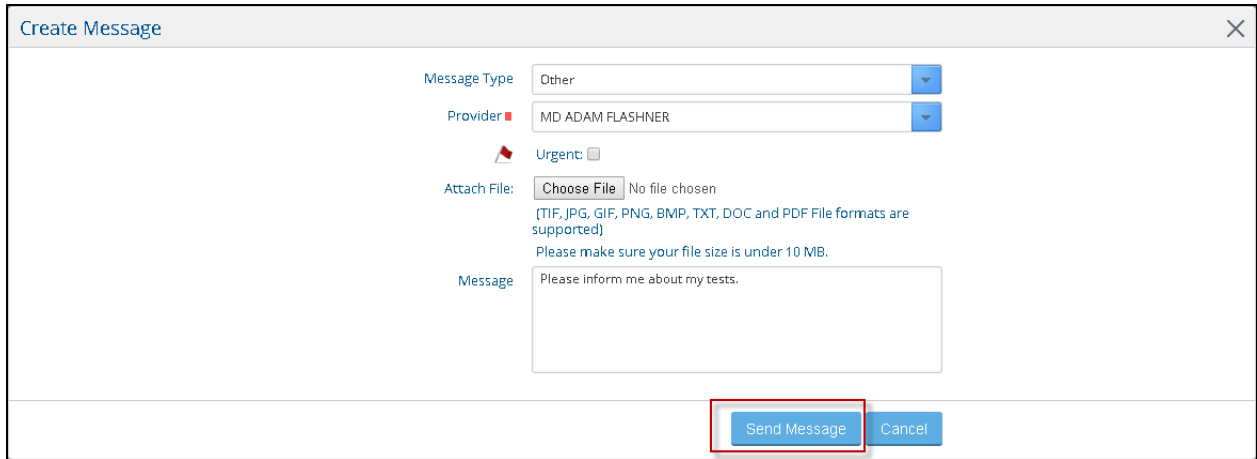 Create Message
Message Type Other
Provider MD ADAM FLASHNER
Urgent:
Attach File: Choose File No file chosen
(TIF, JPG, GIF, PNG, BMP, TXT, DOC and PDF File formats are
supported)
Please make sure your file size is under 10 MB.
Message Please inform me about my tests.
Send Message Cancel